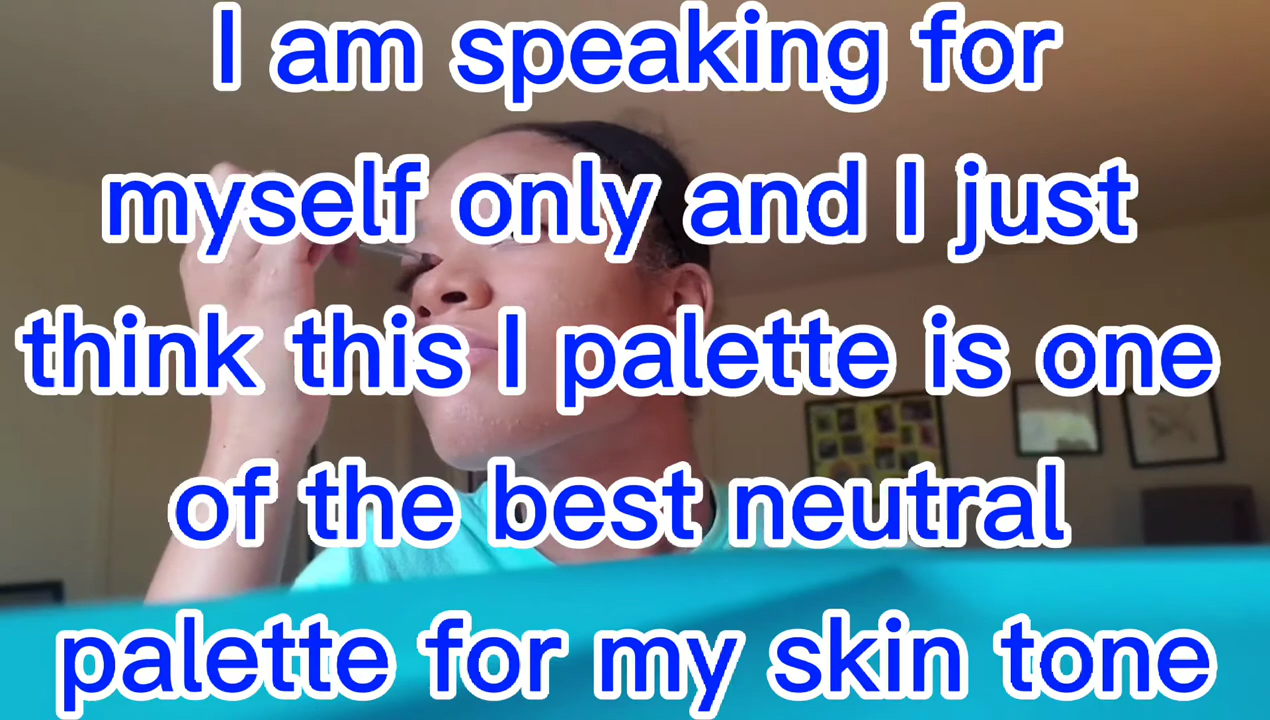 I am speaking for
myself only and I just
think this I palette is one
of the best neutral
palette for my skin tone